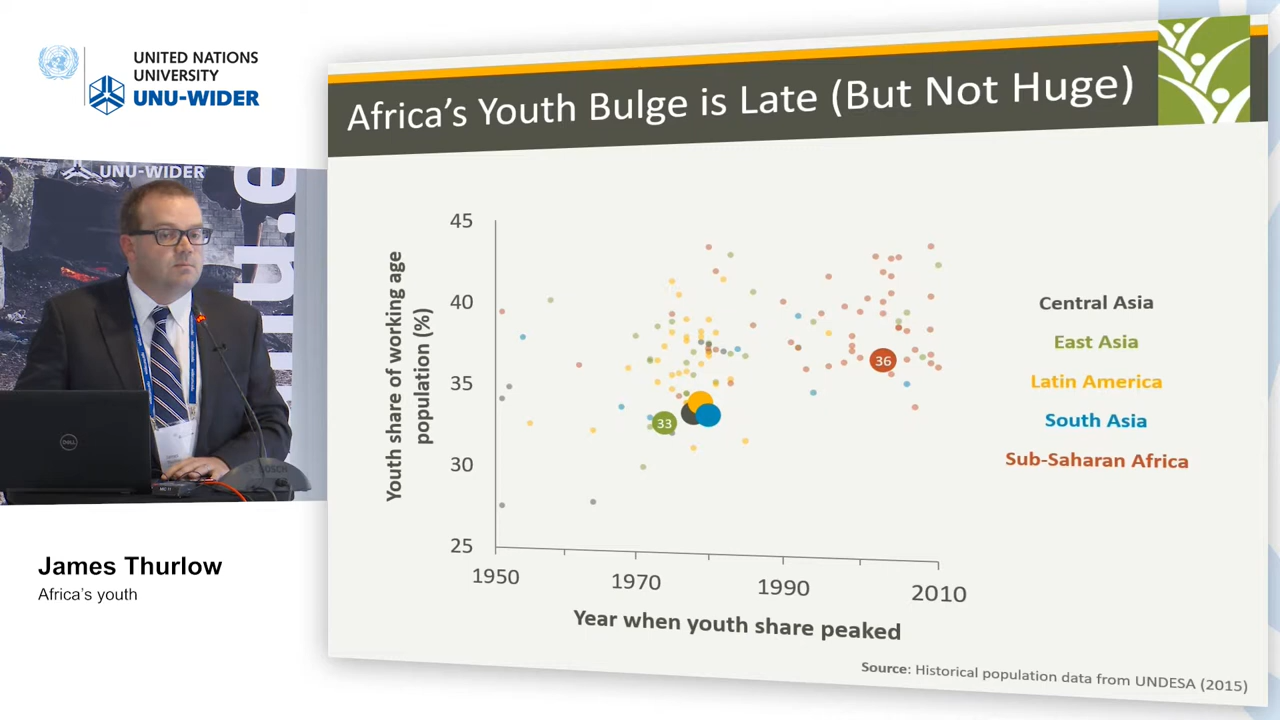 UNITED NATIONS
UNIVERSITY
UNU-WIDER
UNU-WIDER
DELL
BOSCH
James Thurlow
Africa's youth
Africa's Youth Bulge is Late (But Not Huge)
Youth share of working age
population (%)
45
40
35
30
25
33
36
1950
1970
1990
2010
Year when youth share peaked
Central Asia
East Asia
Latin America
South Asia
Sub-Saharan Africa
Source: Historical population data from UNDESA (2015)